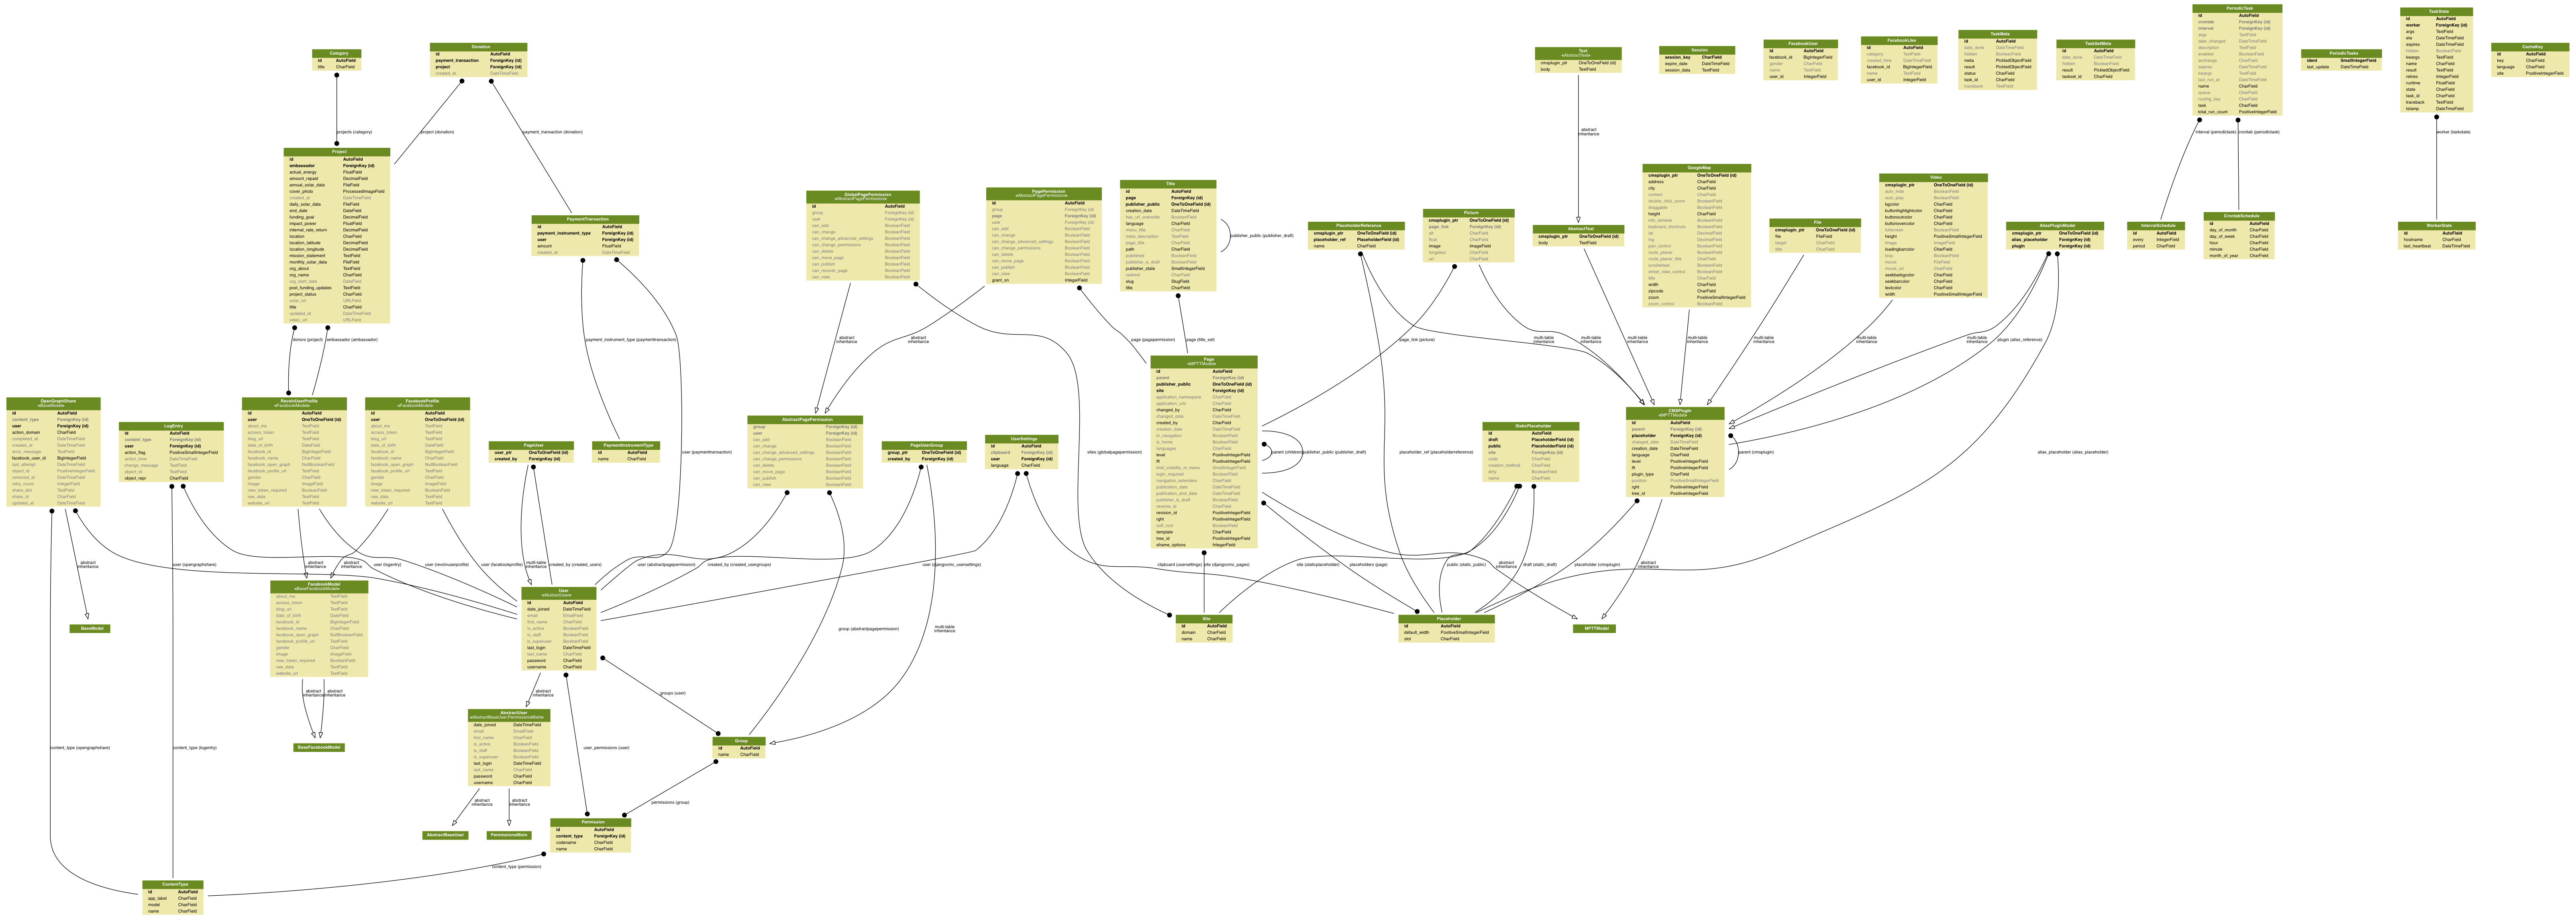 Category
id AutoField
title CharField
Donation
id AutoField
payment_transaction ForeignKey (id)
project ForeignKey (id)
created_at DateTimeField
projects (category)
project (donation)
payment_transaction (donation)
Project
id AutoField
ambassador ForeignKey (id)
actual_energy FloatField
amount_repaid DecimalField
annual_solar_data FileField
cover_photo ProcessedImageField
created_at DateTimeField
daily_solar_data FileField
end_date DateField
funding_goal DecimalField
impact_power FloatField
internal_rate_return DecimalField
location CharField
location_latitude DecimalField
location_longitude DecimalField
mission_statement TextField
monthly_solar_data FileField
org_about TextField
org_name CharField
org_start_date DateField
post_funding_updates TextField
project_status CharField
solar_url URLField
title CharField
updated_at DateTimeField
video_url URLField
PaymentTransaction
id AutoField
payment_instrument_type ForeignKey (id)
user ForeignKey (id)
amount FloatField
created_at DateTimeField
donors (project)
ambassador (ambassador)
payment_instrument_type (paymenttransaction)
user (paymenttransaction)
GlobalPagePermission
«AbstractPagePermission»
id AutoField
group ForeignKey (id)
user ForeignKey (id)
can_add BooleanField
can_change BooleanField
can_change_advanced_settings BooleanField
can_change_permissions BooleanField
can_delete BooleanField
can_move_page BooleanField
can_publish BooleanField
can_recover_page BooleanField
can_view BooleanField
PagePermission
«AbstractPagePermission»
id AutoField
group ForeignKey (id)
page ForeignKey (id)
user ForeignKey (id)
can_add BooleanField
can_change BooleanField
can_change_advanced_settings BooleanField
can_change_permissions BooleanField
can_delete BooleanField
can_move_page BooleanField
can_publish BooleanField
can_view BooleanField
grant_on IntegerField
Title
id AutoField
page ForeignKey (id)
publisher_public OneToOneField (id)
creation_date DateTimeField
has_url_overwrite BooleanField
language CharField
menu_title CharField
meta_description TextField
page_title CharField
path CharField
published BooleanField
publisher_is_draft BooleanField
publisher_state SmallIntegerField
redirect CharField
slug SlugField
title CharField
publisher_public (publisher_draft)
abstract
inheritance
abstract
inheritance
page (pagepermission)
page (title_set)
Text
«AbstractText»
cmsplugin_ptr OneToOneField (id)
body TextField
abstract
inheritance
PlaceholderReference
cmsplugin_ptr OneToOneField (id)
placeholder_ref PlaceholderField (id)
name CharField
Picture
cmsplugin_ptr OneToOneField (id)
page_link ForeignKey (id)
alt CharField
float CharField
image ImageField
longdesc CharField
url CharField
AbstractText
cmsplugin_ptr OneToOneField (id)
body TextField
Session
session_key CharField
expire_date DateTimeField
session_data TextField
GoogleMap
cmsplugin_ptr OneToOneField (id)
address CharField
city CharField
content CharField
double_click_zoom BooleanField
draggable BooleanField
height CharField
info_window BooleanField
keyboard_shortcuts BooleanField
lat DecimalField
lng DecimalField
pan_control BooleanField
route_planer BooleanField
route_planer_title CharField
scrollwheel BooleanField
street_view_control BooleanField
title CharField
width CharField
zipcode CharField
zoom PositiveSmallIntegerField
zoom_control BooleanField
FacebookUser
id AutoField
facebook_id BigIntegerField
gender CharField
name TextField
user_id IntegerField
File
cmsplugin_ptr OneToOneField (id)
file FileField
target CharField
title CharField
FacebookLike
id AutoField
category TextField
created_time DateTimeField
facebook_id BigIntegerField
name TextField
user_id IntegerField
Video
cmsplugin_ptr OneToOneField (id)
auto_hide BooleanField
auto_play BooleanField
bgcolor CharField
buttonhighlightcolor CharField
buttonoutcolor CharField
buttonovercolor CharField
fullscreen BooleanField
height PositiveSmallIntegerField
image ImageField
loadingbarcolor CharField
loop BooleanField
movie FileField
movie_url CharField
seekbarbgcolor CharField
seekbarcolor CharField
textcolor CharField
width PositiveSmallIntegerField
TaskMeta
id AutoField
date_done DateTimeField
hidden BooleanField
meta PickledObjectField
result PickledObjectField
status CharField
task_id CharField
traceback TextField
TaskSetMeta
id AutoField
date_done DateTimeField
hidden BooleanField
result PickledObjectField
taskset_id CharField
AliasPluginModel
cmsplugin_ptr OneToOneField (id)
alias_placeholder ForeignKey (id)
plugin ForeignKey (id)
PeriodicTask
id AutoField
crontab ForeignKey (id)
interval ForeignKey (id)
args TextField
date_changed DateTimeField
description TextField
enabled BooleanField
exchange CharField
expires DateTimeField
kwargs TextField
last_run_at DateTimeField
name CharField
queue CharField
routing_key CharField
task CharField
total_run_count PositiveIntegerField
interval (periodictask)
crontab (periodictask)
IntervalSchedule
id AutoField
every IntegerField
period CharField
CrontabSchedule
id AutoField
day_of_month CharField
day_of_week CharField
hour CharField
minute CharField
month_of_year CharField
PeriodicTasks
ident SmallIntegerField
last_update DateTimeField
TaskState
id AutoField
worker ForeignKey (id)
args TextField
eta DateTimeField
expires DateTimeField
hidden BooleanField
kwargs TextField
name CharField
result TextField
retries IntegerField
runtime FloatField
state CharField
task_id CharField
traceback TextField
tstamp DateTimeField
worker (taskstate)
WorkerState
id AutoField
hostname CharField
last_heartbeat DateTimeField
CacheKey
id AutoField
key CharField
language CharField
site PositiveIntegerField
page_link (picture)
multi-table
inheritance
multi-table
inheritance
multi-table
inheritance
multi-table
inheritance
multi-table
inheritance
multi-table
inheritance
multi-table
inheritance
plugin (alias_reference)
OpenGraphShare
«BaseModel»
id AutoField
content_type ForeignKey (id)
user ForeignKey (id)
action_domain CharField
completed_at DateTimeField
created_at DateTimeField
error_message TextField
facebook_user_id BigIntegerField
last_attempt DateTimeField
object_id PositiveIntegerField
removed_at DateTimeField
retry_count IntegerField
share_dict TextField
share_id CharField
updated_at DateTimeField
LogEntry
id AutoField
content_type ForeignKey (id)
user ForeignKey (id)
action_flag PositiveSmallIntegerField
action_time DateTimeField
change_message TextField
object_id TextField
object_repr CharField
RevolvUserProfile
«FacebookModel»
id AutoField
user OneToOneField (id)
about_me TextField
access_token TextField
blog_url TextField
date_of_birth DateField
facebook_id BigIntegerField
facebook_name CharField
facebook_open_graph NullBooleanField
facebook_profile_url TextField
gender CharField
image ImageField
new_token_required BooleanField
raw_data TextField
website_url TextField
FacebookProfile
«FacebookModel»
id AutoField
user OneToOneField (id)
about_me TextField
access_token TextField
blog_url TextField
date_of_birth DateField
facebook_id BigIntegerField
facebook_name CharField
facebook_open_graph NullBooleanField
facebook_profile_url TextField
gender CharField
image ImageField
new_token_required BooleanField
raw_data TextField
website_url TextField
PageUser
user_ptr OneToOneField (id)
created_by ForeignKey (id)
PaymentInstrumentType
id AutoField
name CharField
AbstractPagePermission
group ForeignKey (id)
user ForeignKey (id)
can_add BooleanField
can_change BooleanField
can_change_advanced_settings BooleanField
can_change_permissions BooleanField
can_delete BooleanField
can_move_page BooleanField
can_publish BooleanField
can_view BooleanField
PageUserGroup
group_ptr OneToOneField (id)
created_by ForeignKey (id)
UserSettings
id AutoField
clipboard ForeignKey (id)
user ForeignKey (id)
language CharField
sites (globalpagepermission)
Page
«MPTTModel»
id AutoField
parent ForeignKey (id)
publisher_public OneToOneField (id)
site ForeignKey (id)
application_namespace CharField
application_urls CharField
changed_by CharField
changed_date DateTimeField
created_by CharField
creation_date DateTimeField
in_navigation BooleanField
is_home BooleanField
languages CharField
level PositiveIntegerField
lft PositiveIntegerField
limit_visibility_in_menu SmallIntegerField
login_required BooleanField
navigation_extenders CharField
publication_date DateTimeField
publication_end_date DateTimeField
publisher_is_draft BooleanField
reverse_id CharField
revision_id PositiveIntegerField
rght PositiveIntegerField
soft_root BooleanField
template CharField
tree_id PositiveIntegerField
xframe_options IntegerField
parent (children)
publisher_public (publisher_draft)
placeholder_ref (placeholderreference)
StaticPlaceholder
id AutoField
draft PlaceholderField (id)
public PlaceholderField (id)
site ForeignKey (id)
code CharField
creation_method CharField
dirty BooleanField
name CharField
CMSPlugin
«MPTTModel»
id AutoField
parent ForeignKey (id)
placeholder ForeignKey (id)
changed_date DateTimeField
creation_date DateTimeField
language CharField
level PositiveIntegerField
lft PositiveIntegerField
plugin_type CharField
position PositiveSmallIntegerField
rght PositiveIntegerField
tree_id PositiveIntegerField
parent (cmsplugin)
alias_placeholder (alias_placeholder)
abstract
inheritance
user (opengraphshare)
user (logentry)
abstract
inheritance
user (revolvuserprofile)
abstract
inheritance
user (facebookprofile)
multi-table
inheritance
created_by (created_users)
user (abstractpagepermission)
created_by (created_usergroups)
user (djangocms_usersettings)
clipboard (usersettings)
site (djangocms_pages)
site (staticplaceholder)
placeholders (page)
public (static_public)
abstract
inheritance
draft (static_draft)
placeholder (cmsplugin)
abstract
inheritance
BaseModel
FacebookModel
«BaseFacebookModel»
about_me TextField
access_token TextField
blog_url TextField
date_of_birth DateField
facebook_id BigIntegerField
facebook_name CharField
facebook_open_graph NullBooleanField
facebook_profile_url TextField
gender CharField
image ImageField
new_token_required BooleanField
raw_data TextField
website_url TextField
User
«AbstractUser»
id AutoField
date_joined DateTimeField
email EmailField
first_name CharField
is_active BooleanField
is_staff BooleanField
is_superuser BooleanField
last_login DateTimeField
last_name CharField
password CharField
username CharField
group (abstractpagepermission)
multi-table
inheritance
Site
id AutoField
domain CharField
name CharField
Placeholder
id AutoField
default_width PositiveSmallIntegerField
slot CharField
MPTTModel
abstract
inheritance
abstract
inheritance
abstract
inheritance
groups (user)
AbstractUser
«AbstractBaseUser,PermissionsMixin»
date_joined DateTimeField
email EmailField
first_name CharField
is_active BooleanField
is_staff BooleanField
is_superuser BooleanField
last_login DateTimeField
last_name CharField
password CharField
username CharField
content_type (opengraphshare)
content_type (logentry)
BaseFacebookModel
user_permissions (user)
Group
id AutoField
name CharField
abstract
inheritance
abstract
inheritance
permissions (group)
AbstractBaseUser
PermissionsMixin
Permission
id AutoField
content_type ForeignKey (id)
codename CharField
name CharField
content_type (permission)
ContentType
id AutoField
app_label CharField
model CharField
name CharField